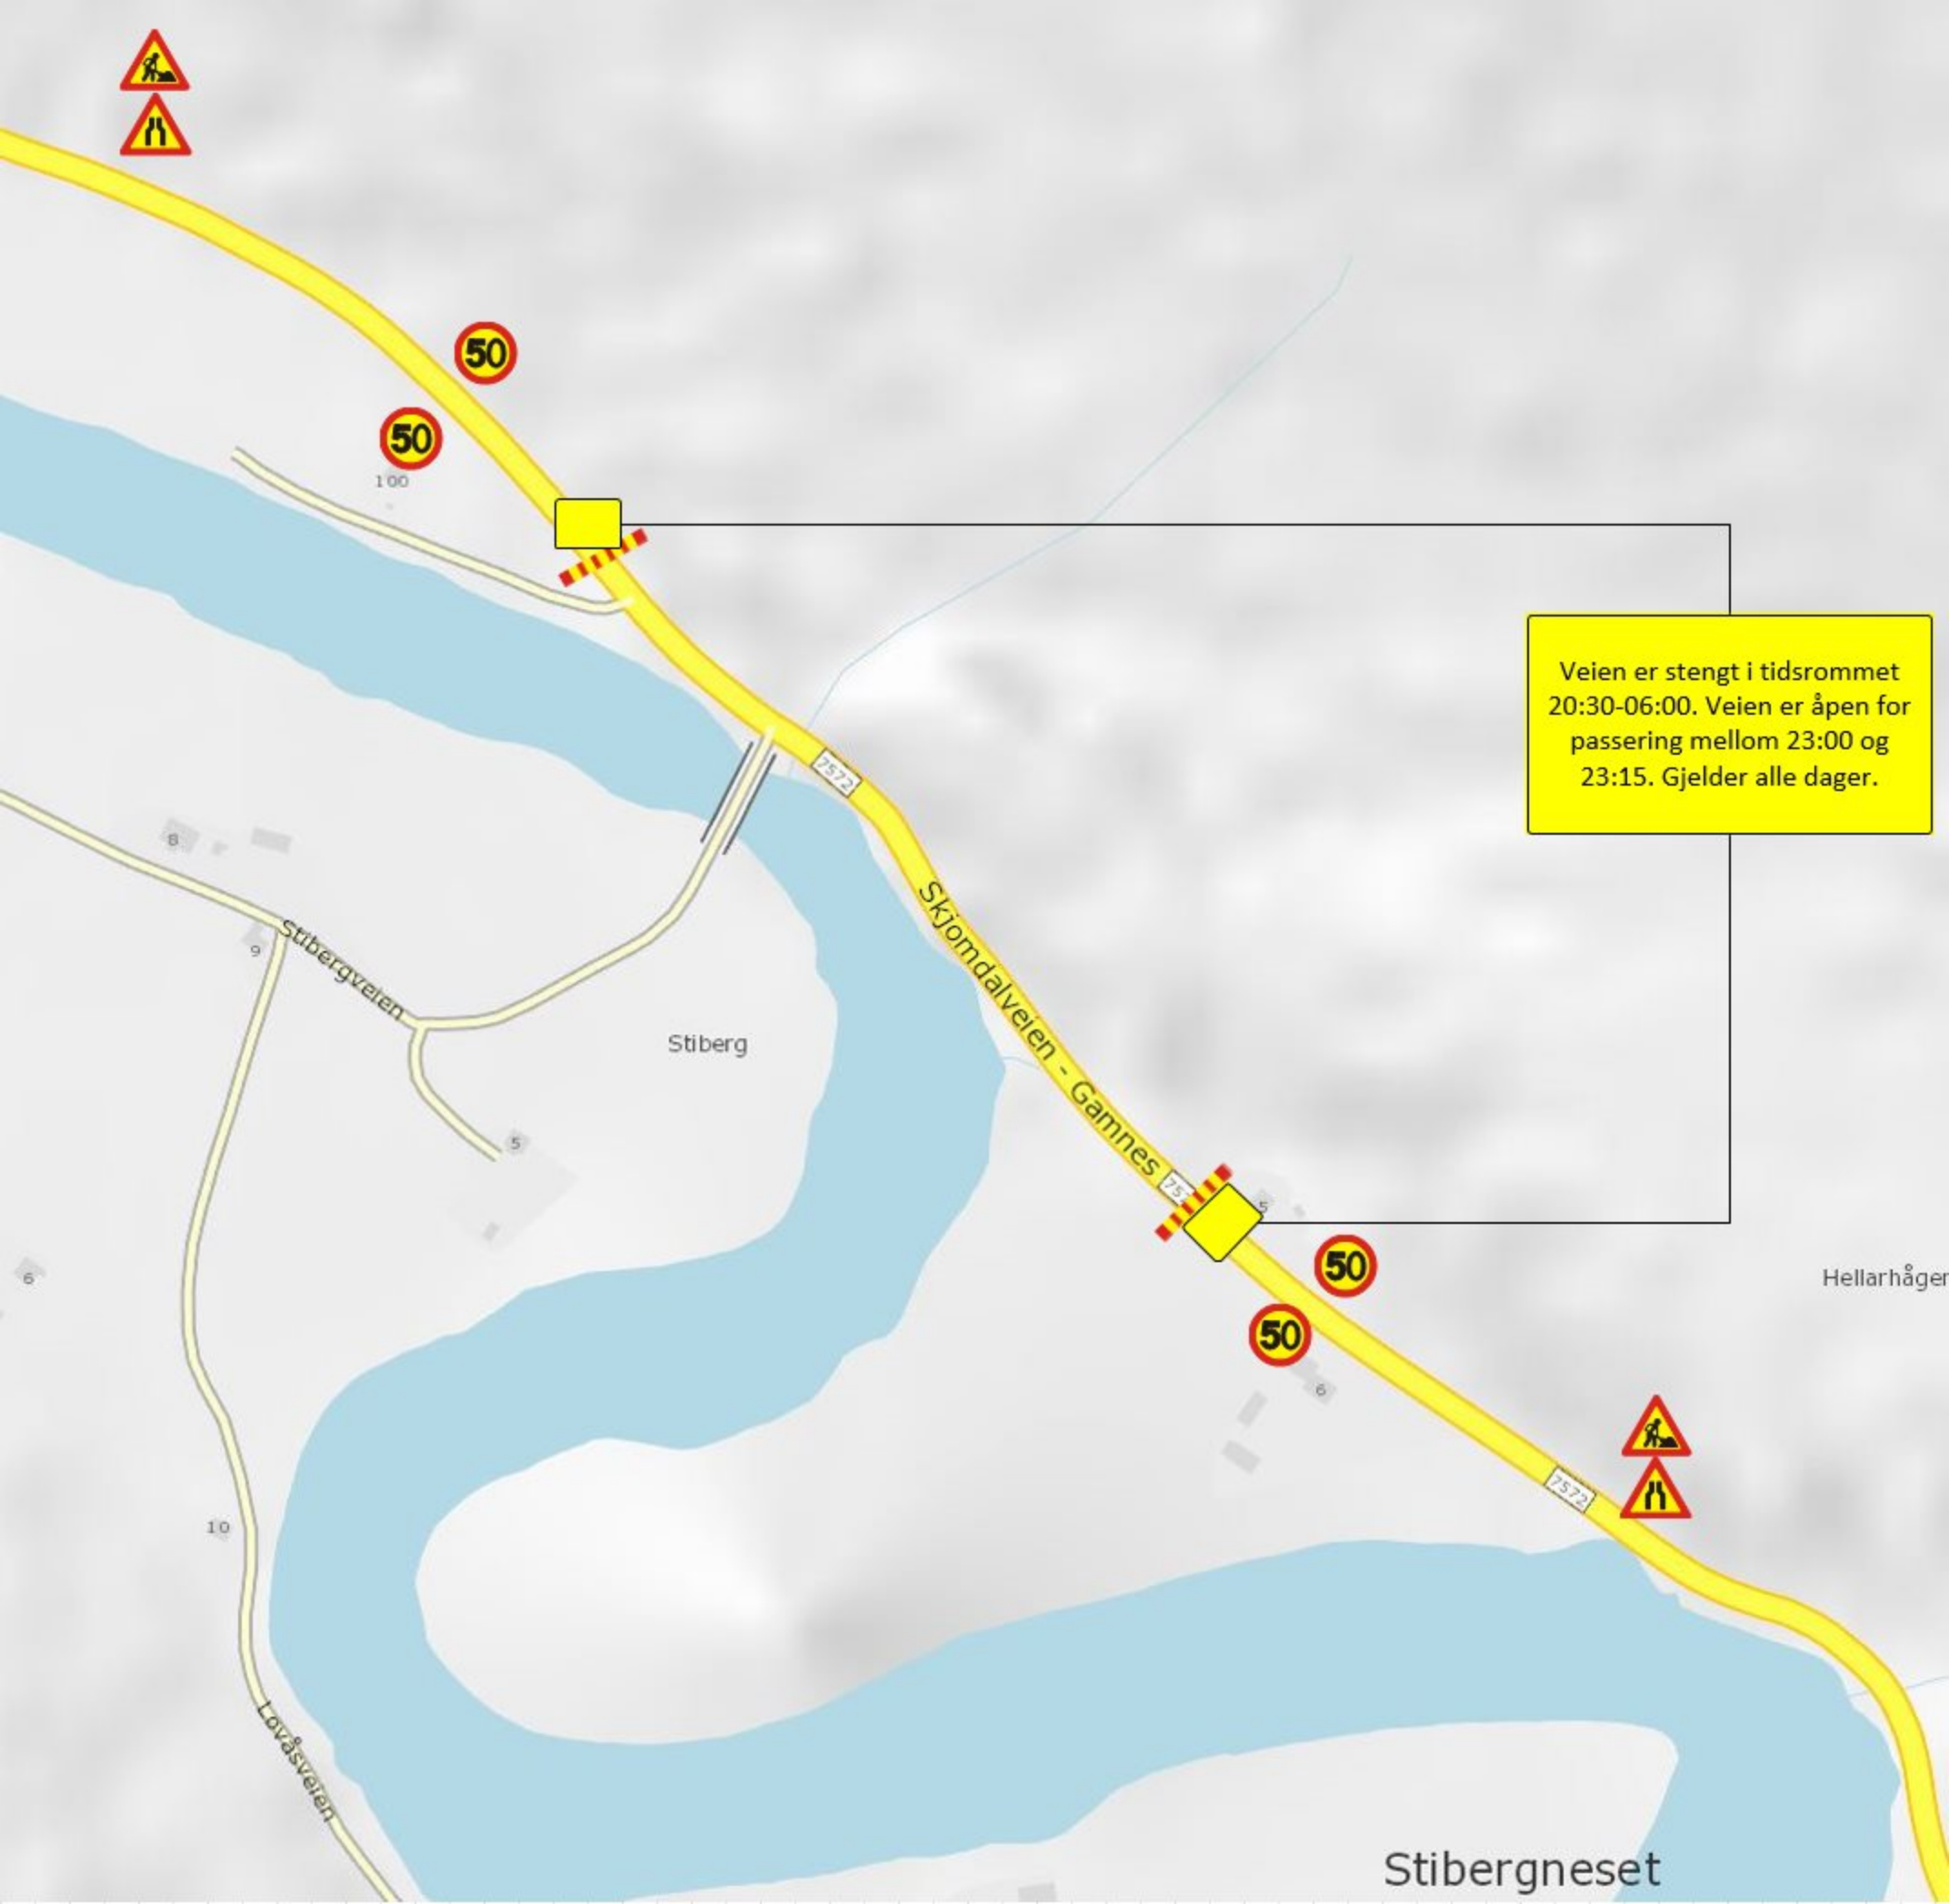 50
50
100
Veien er stengt i tidsrommet
20:30-06:00. Veien er åpen for
passering mellom 23:00 og
23:15. Gjelder alle dager.
7572
8
Skjomdalveien - Gamnes
9
Stibergveien
Stiberg
5
757
5
50
Hellarhåger
6
50
6
7572
10
Lovåsveien
Stibergneset